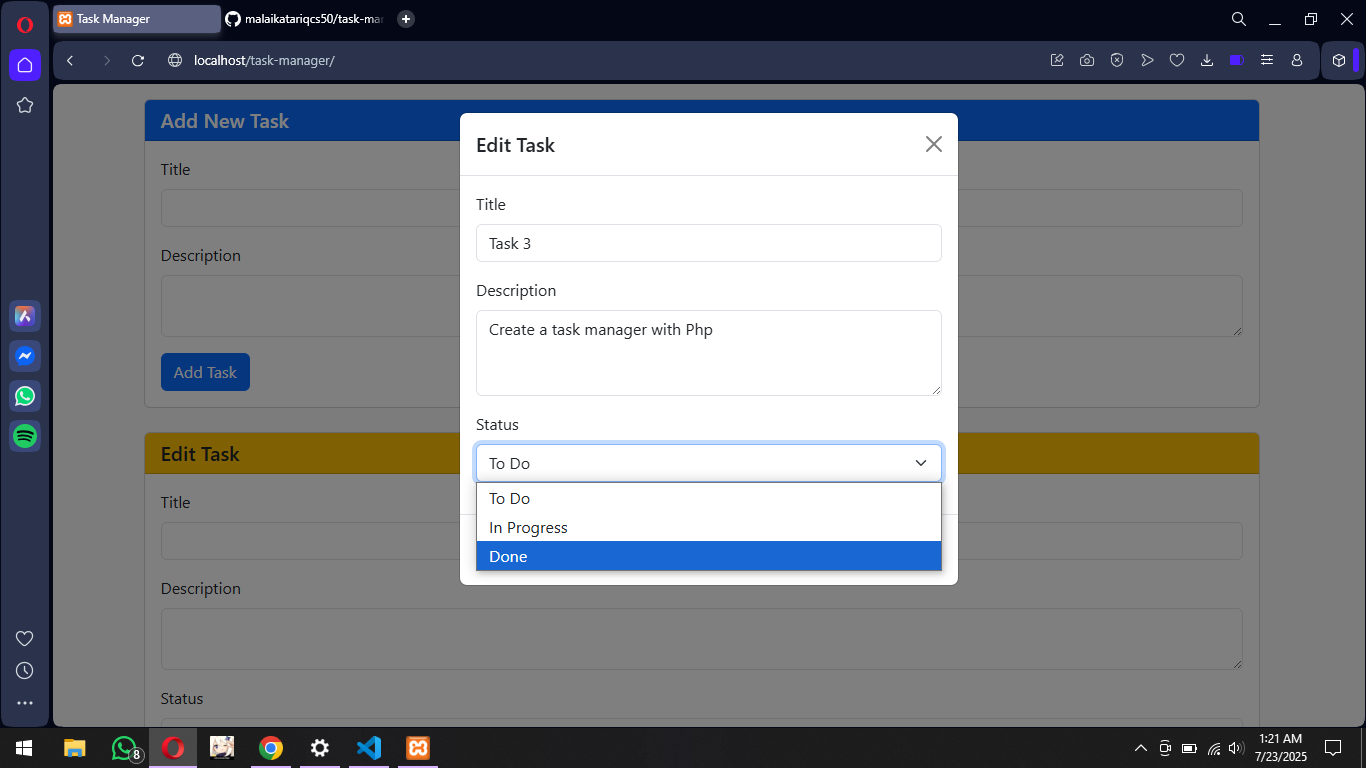 Task Manager
malaikatariqcs50/task-mar
localhost/task-manager/
Add New Task
Title
Description
Add Task
Edit Task
Title
Description
Status
Edit Task
Title
Task 3
Description
Create a task manager with Php
Status
To Do
To Do
In Progress
Done
8
1:21 AM
7/23/2025